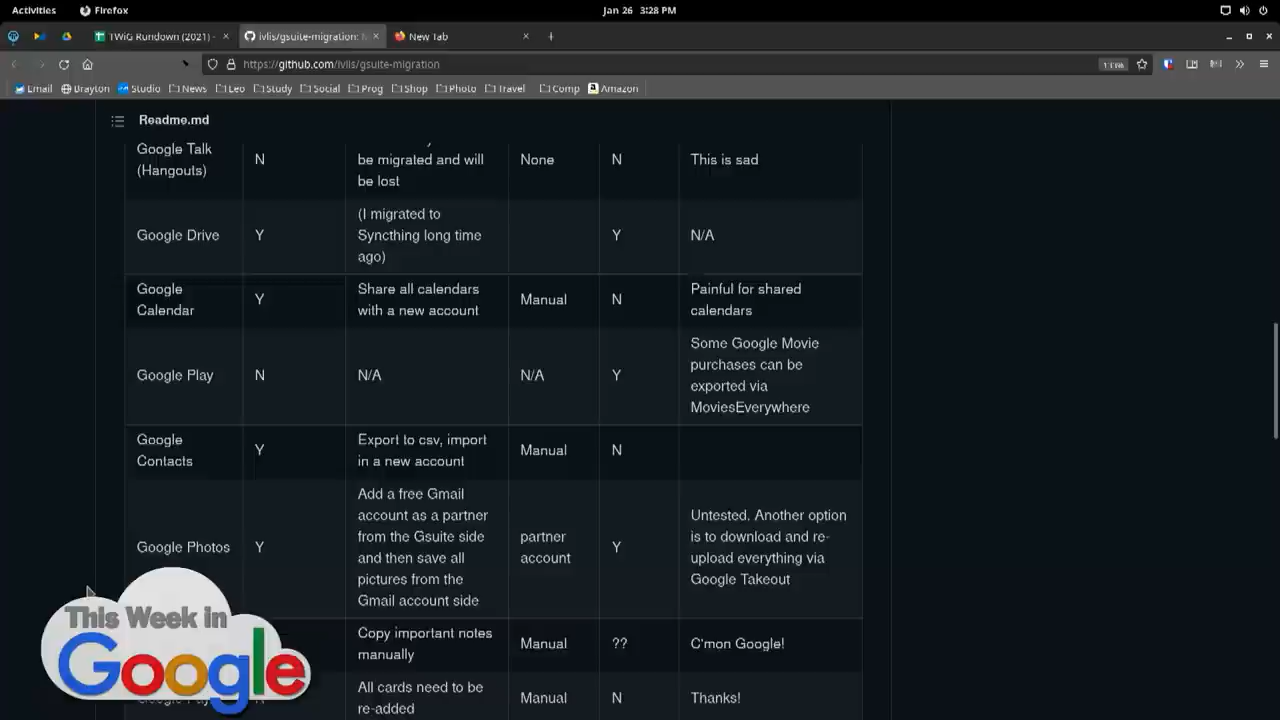 Activities
Firefox
Jan 26 3:28 PM
TWiG Rundown (2021) -
ivlis/gsuite-migration:
New Tab
https://github.com/ivlis/gsuite-migration
Email
Brayton
Studio
News
Leo
Study
Social
Prog
Shop
Photo
Travel
Comp
Amazon
Readme.md
Google Talk
(Hangouts)
N
be migrated and will
be lost
None
N
This is sad
Google Drive
Y
(I migrated to
Syncthing long time
ago)
Y
N/A
Google
Calendar
Y
Share all calendars
with a new account
Manual
N
Painful for shared
calendars
Google Play
N
N/A
N/A
Y
Some Google Movie
purchases can be
exported via
MoviesEverywhere
Google
Contacts
Y
Export to csv, import
in a new account
Manual
N
Google Photos
Y
Add a free Gmail
account as a partner
from the Gsuite side
and then save all
pictures from the
Gmail account side
partner
account
Y
Untested. Another option
is to download and re-
upload everything via
Google Takeout
Copy important notes
manually
Manual
??
C'mon Google!
All cards need to be
re-added
Manual
N
Thanks!
This Week in
Google